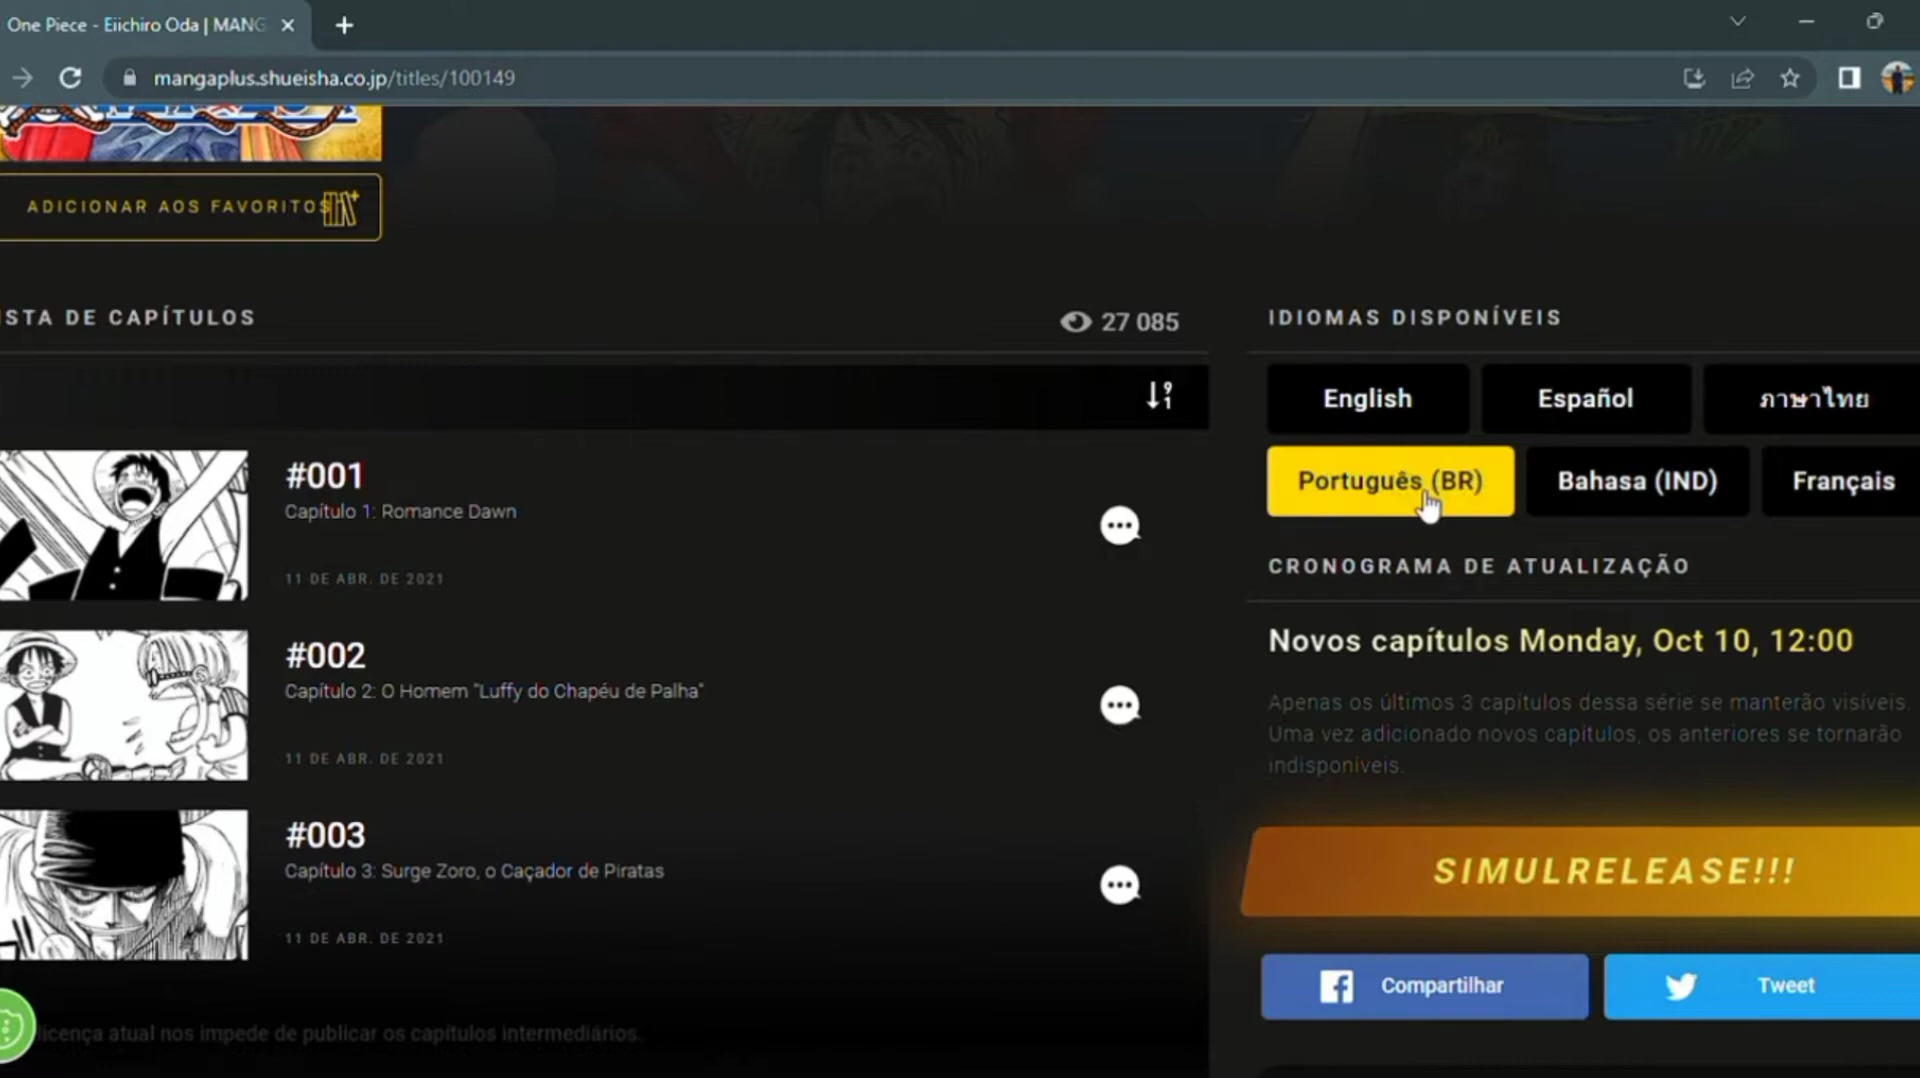 One Piece - Eiichiro Oda | MANG
mangaplus.shueisha.co.jp/titles/100149
ADICIONAR AOS FAVORITOS
ISTA DE CAPÍTULOS
27 085
IDIOMAS DISPONÍVEIS
English
Español
ภาษาไทย
Português (BR)
Bahasa (IND)
Français
#001
Capítulo 1: Romance Dawn
11 DE ABR. DE 2021
#002
Capítulo 2: O Homem "Luffy do Chapéu de Palha"
11 DE ABR. DE 2021
#003
Capítulo 3: Surge Zoro, o Caçador de Piratas
11 DE ABR. DE 2021
licença atual nos impede de publicar os capítulos intermediários.
CRONOGRAMA DE ATUALIZAÇÃO
Novos capítulos Monday, Oct 10, 12:00
Apenas os últimos 3 capítulos dessa série se manterão visíveis.
Uma vez adicionado novos capítulos, os anteriores se tornarão
indisponíveis.
SIMULRELEASE!!!
Compartilhar
Tweet